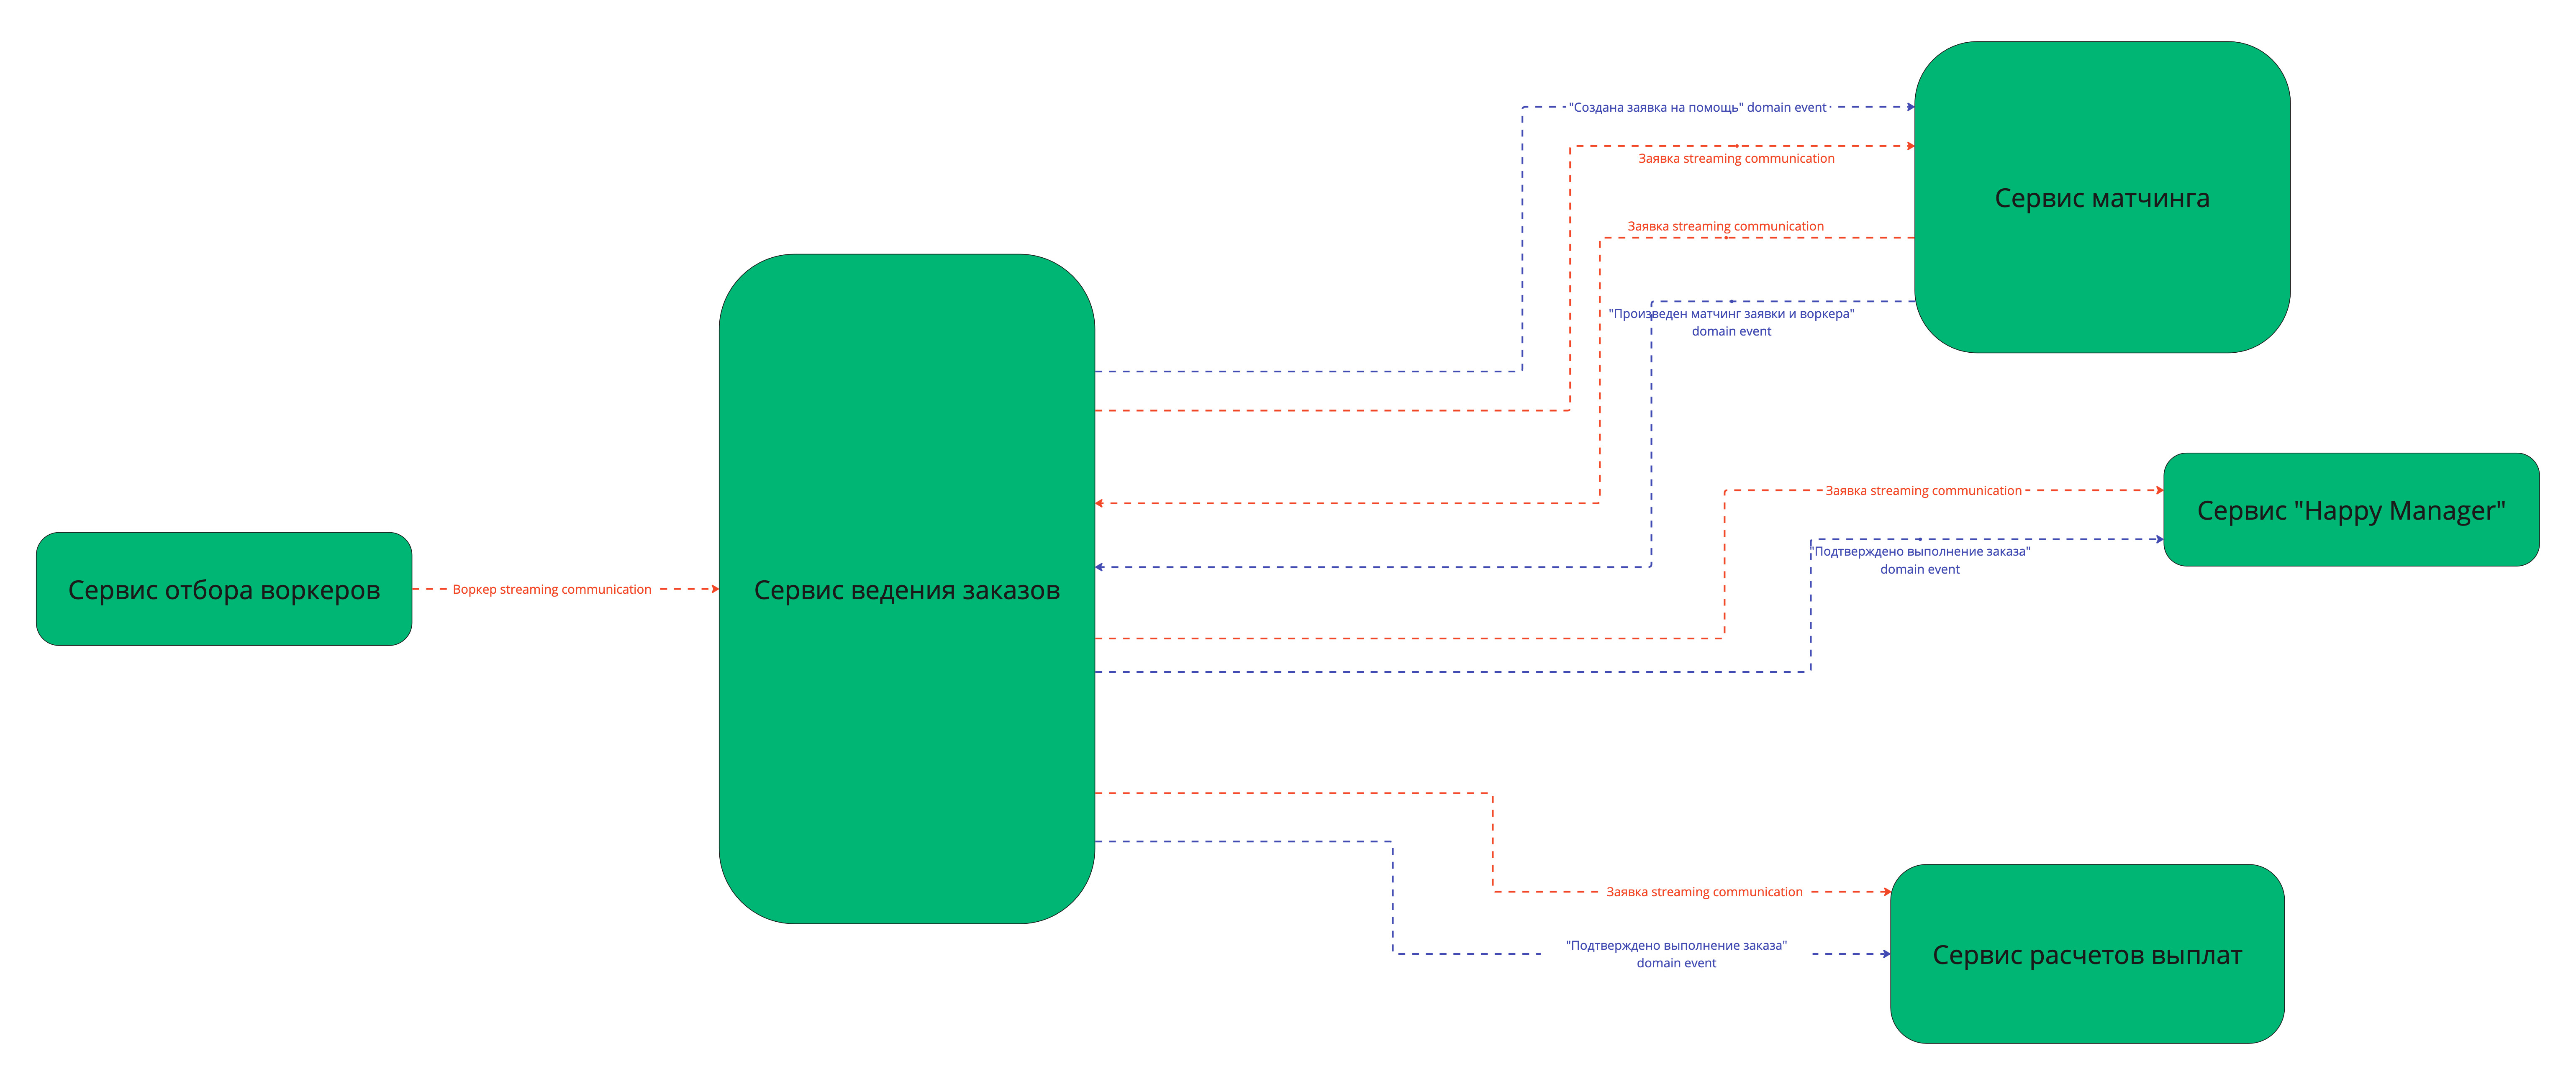 "Создана заявка на помощь" domain event
Заявка streaming communication
Сервис матчинга
Заявка streaming communication
"Произведен матчинг заявки и воркера"
domain event
Заявка streaming communication
Сервис "Happy Manager"
"Подтверждено выполнение заказа"
domain event
Сервис отбора воркеров
Воркер streaming communication
Сервис ведения заказов
Заявка streaming communication
"Подтверждено выполнение заказа"
domain event
Сервис расчетов выплат